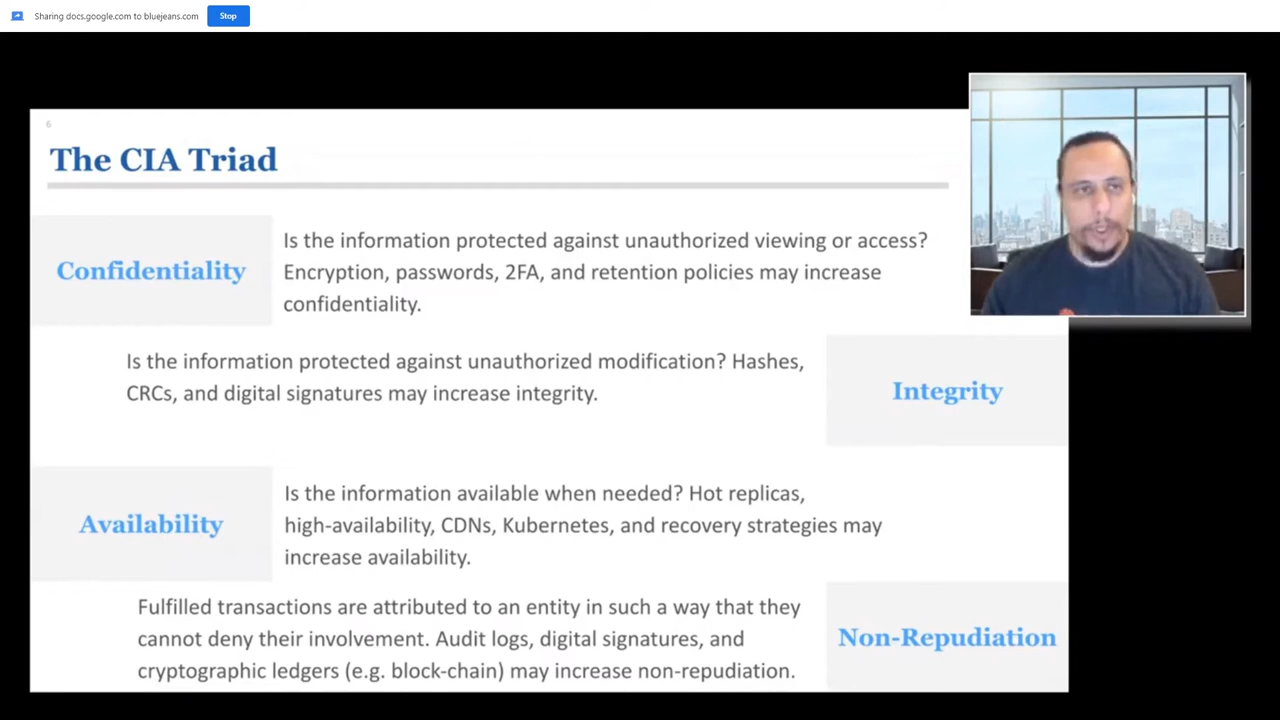 Sharing docs.google.com to bluejeans.com Stop
6
The CIA Triad
Confidentiality
Is the information protected against unauthorized viewing or access?
Encryption, passwords, 2FA, and retention policies may increase
confidentiality.
Is the information protected against unauthorized modification? Hashes,
CRCs, and digital signatures may increase integrity.
Integrity
Availability
Is the information available when needed? Hot replicas,
high-availability, CDNs, Kubernetes, and recovery strategies may
increase availability.
Fulfilled transactions are attributed to an entity in such a way that they
cannot deny their involvement. Audit logs, digital signatures, and
cryptographic ledgers (e.g. block-chain) may increase non-repudiation.
Non-Repudiation